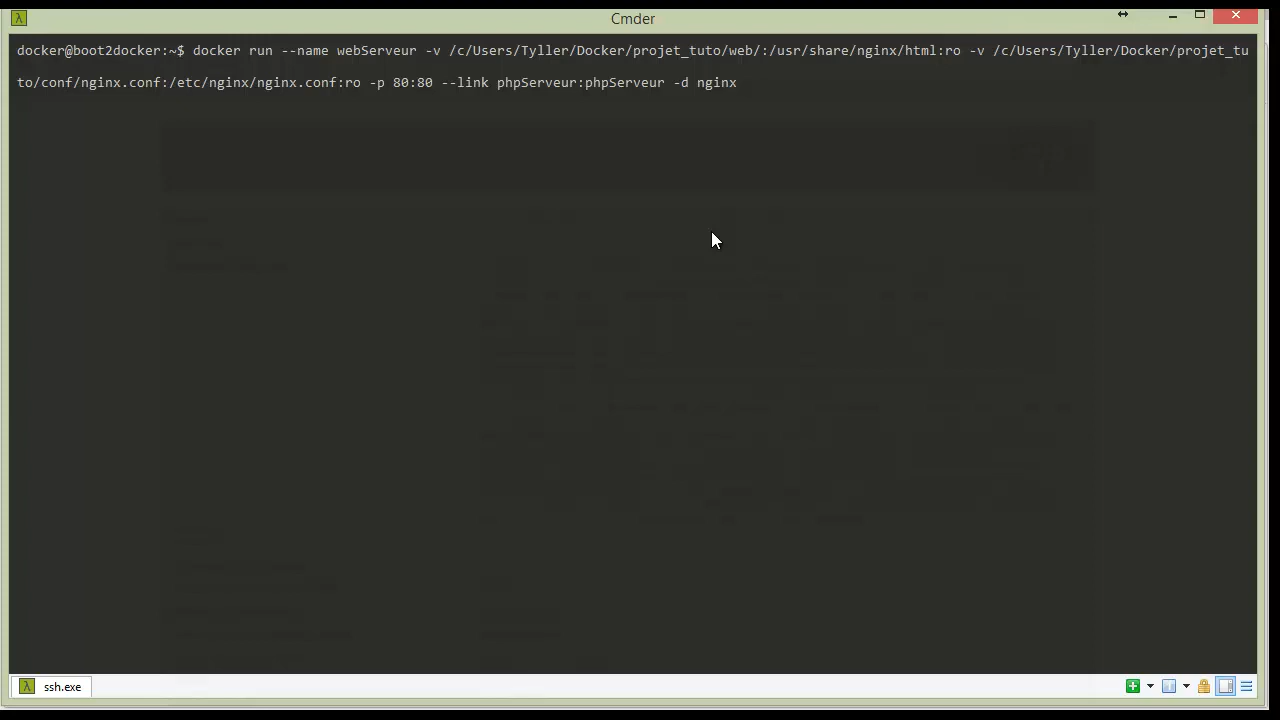 Cmder
docker@boot2docker:~$ docker run --name webServeur -v /c/Users/Tyller/Docker/projet_tuto/web/:/usr/share/nginx/html:ro -v /c/Users/Tyller/Docker/projet_tu
to/conf/nginx.conf:/etc/nginx/nginx.conf:ro -p 80:80 --link phpServeur:phpServeur -d nginx
ssh.exe